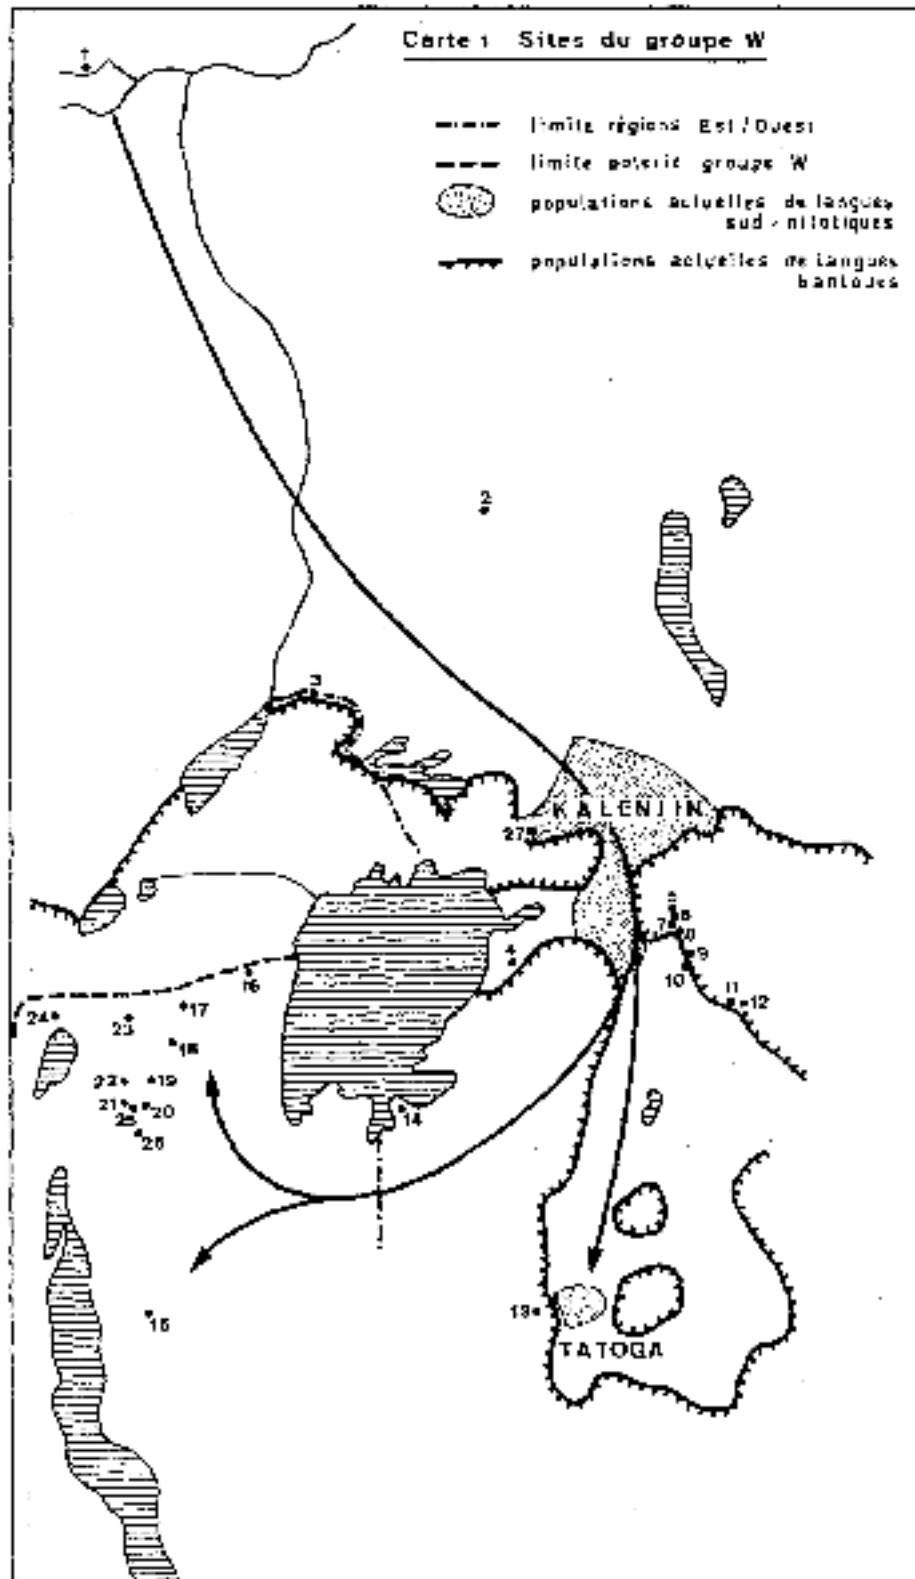 Carte 1 Sites du groupe W
limite régions Est/Ouest
limite poterie groupe W
populations actuelles de langues
sud-nilotiques
populations actuelles de langues
bantoues
1
2
3
KALENJIN
27
7
8
4
9
10
11
12
16
17
24
23
18
22
19
21
20
25
26
14
13
15
TATOGA